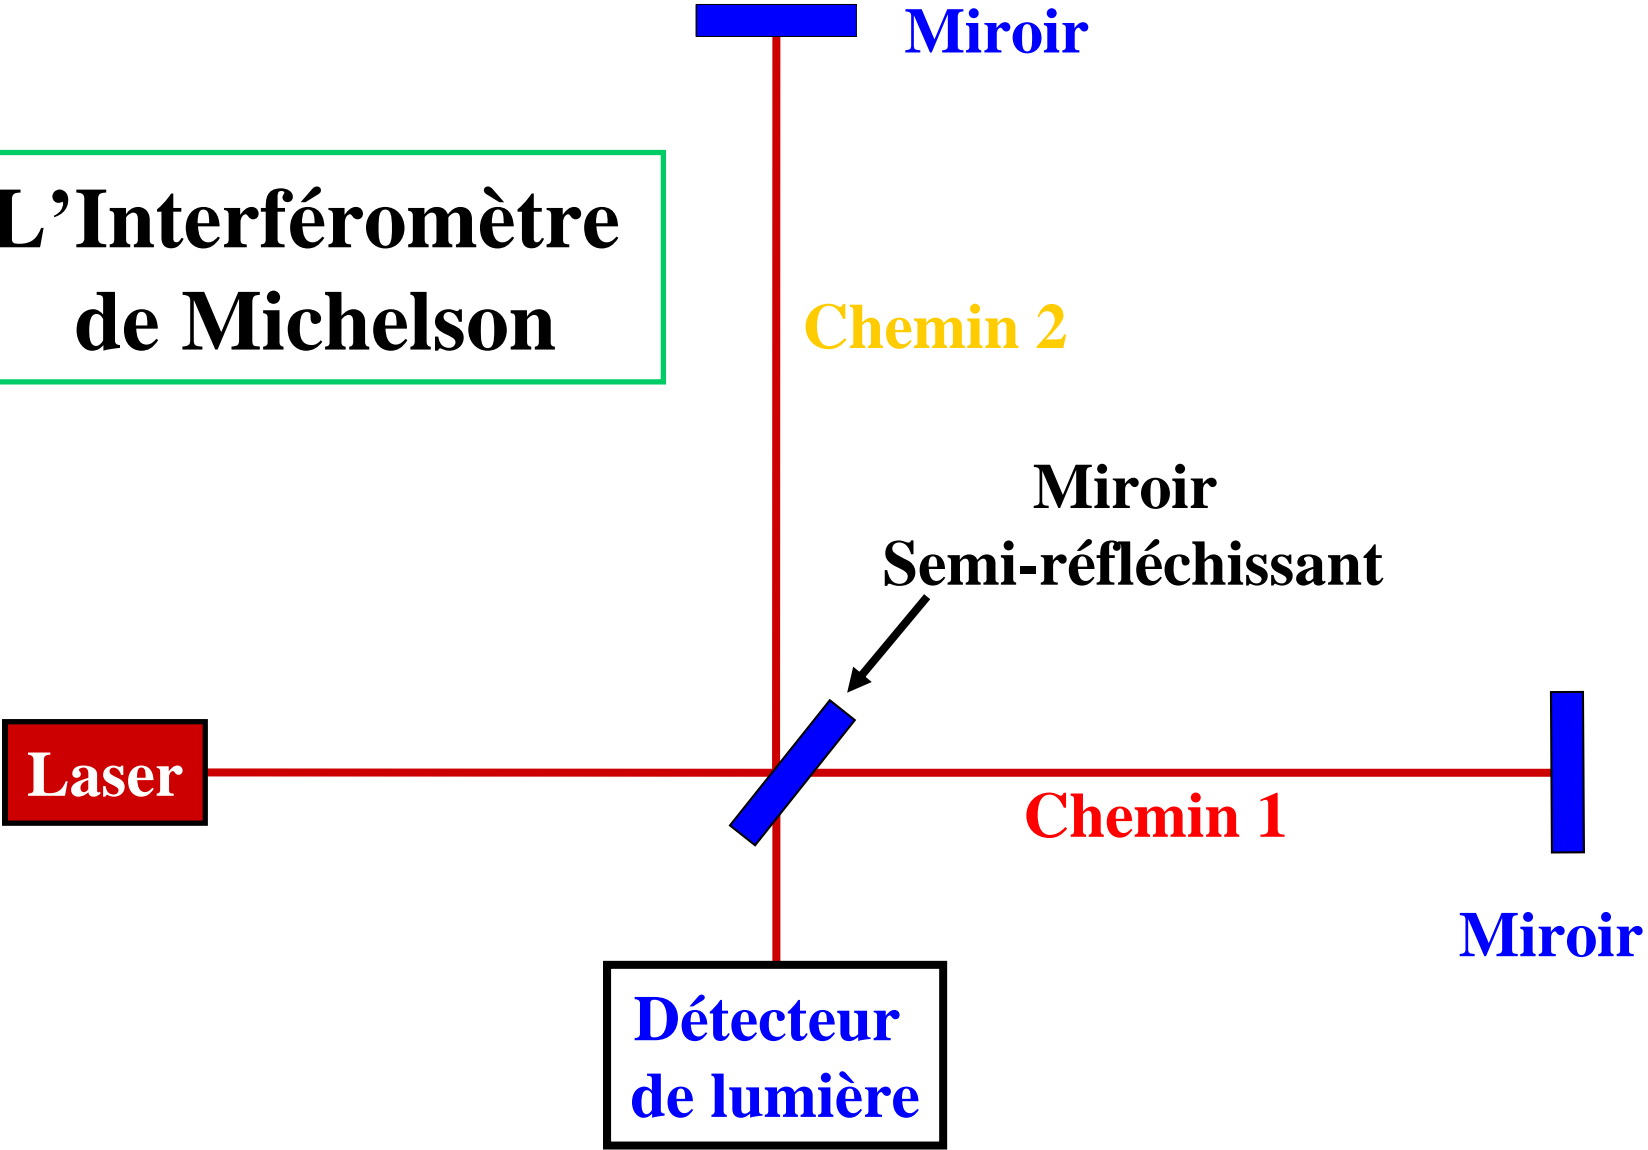 Miroir
L’Interféromètre
de Michelson
Chemin 2
Miroir
Semi-réfléchissant
Laser
Chemin 1
Miroir
Détecteur
de lumière